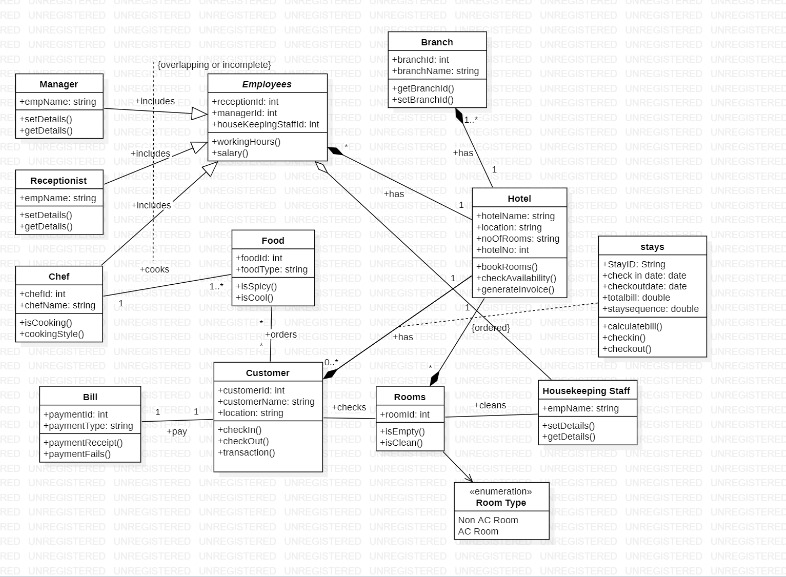 Branch
+branchId: int
+branchName: string
+getBranchId()
+setBranchId()
{overlapping or incomplete}
Manager
+empName: string
+setDetails()
+getDetails()
+includes
Employees
+receptionId: int
+managerId: int
+houseKeepingStaffId: int
+workingHours()
+salary()
1..*
+has
1
*
+includes
Receptionist
+empName: string
+setDetails()
+getDetails()
+has
1
Hotel
+hotelName: string
+location: string
+noOfRooms: string
+hotelNo: int
+bookRooms()
+checkAvailability()
+generateInvoice()
+includes
Food
+foodId: int
+foodType: string
+isSpicy()
+isCool()
stays
+StayID: String
+check in date: date
+checkoutdate: date
+totalbill: double
+staysequence: double
+calculatebill()
+checkin()
+checkout()
+cooks
Chef
+chefId: int
+chefName: string
+isCooking()
+cookingStyle()
1
1..*
1
1
{ordered}
+has
*
+orders
*
0..*
*
Customer
+customerId: int
+customerName: string
+location: string
+checkIn()
+checkOut()
+transaction()
Bill
+paymentId: int
+paymentType: string
+paymentReceipt()
+paymentFails()
1
1
+pay
+checks
Rooms
+roomId: int
+isEmpty()
+isClean()
+cleans
Housekeeping Staff
+empName: string
+setDetails()
+getDetails()
«enumeration»
Room Type
Non AC Room
AC Room
UNREGISTERED